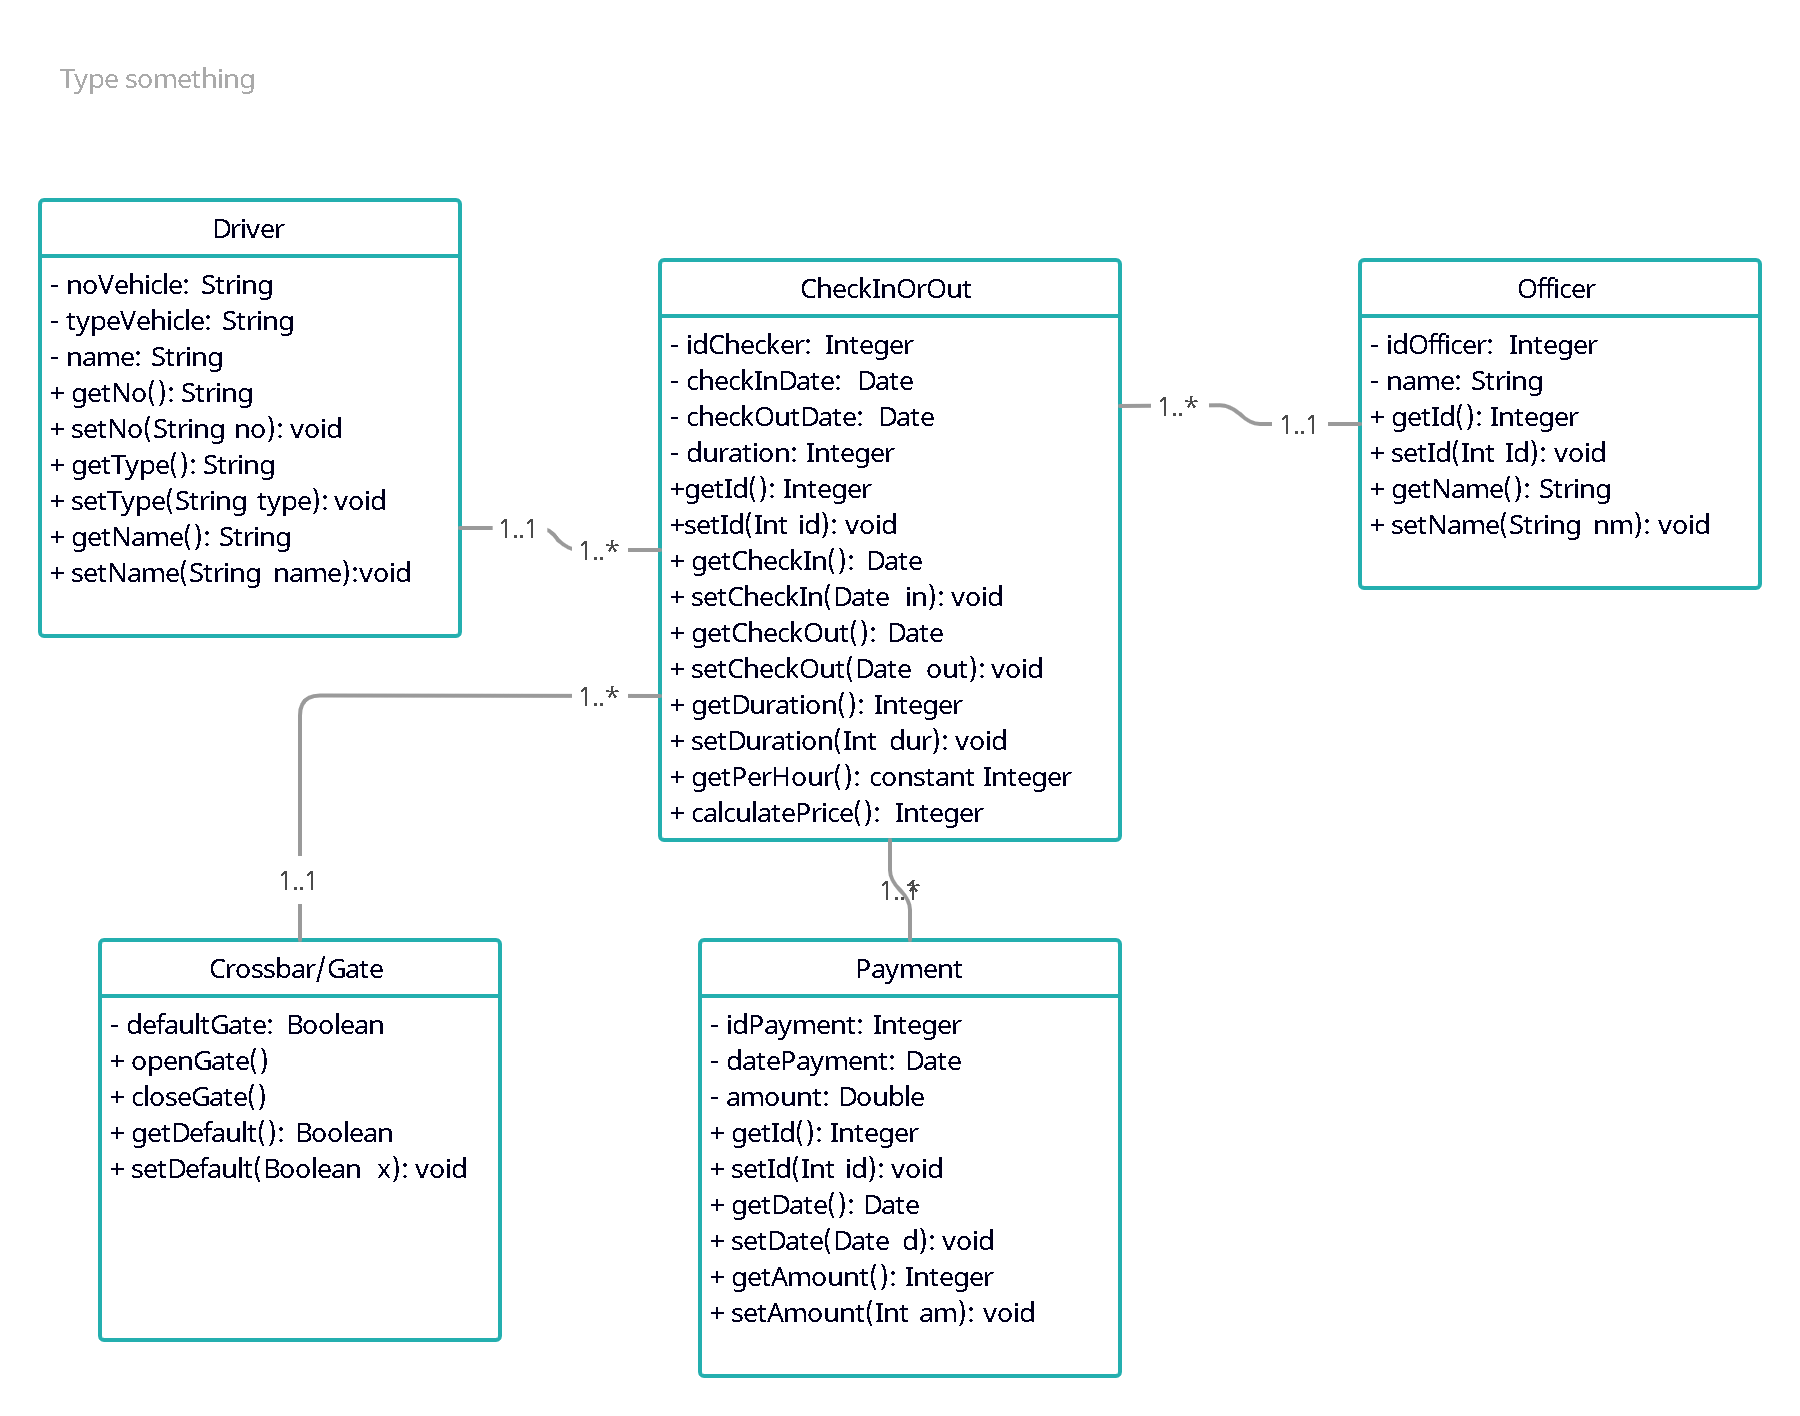 Type something
Driver
- noVehicle: String
- typeVehicle: String
- name: String
+ getNo(): String
+ setNo(String no): void
+ getType(): String
+ setType(String type): void
+ getName(): String
+ setName(String name):void
1..1
1..*
CheckInOrOut
- idChecker: Integer
- checkInDate: Date
- checkOutDate: Date
- duration: Integer
+getId(): Integer
+setId(Int id): void
+ getCheckIn(): Date
+ setCheckIn(Date in): void
+ getCheckOut(): Date
+ setCheckOut(Date out): void
+ getDuration(): Integer
+ setDuration(Int dur): void
+ getPerHour(): constant Integer
+ calculatePrice(): Integer
1..*
1..1
Officer
- idOfficer: Integer
- name: String
+ getId(): Integer
+ setId(Int Id): void
+ getName(): String
+ setName(String nm): void
1..*
1..1
Crossbar/Gate
- defaultGate: Boolean
+ openGate()
+ closeGate()
+ getDefault(): Boolean
+ setDefault(Boolean x): void
Payment
- idPayment: Integer
- datePayment: Date
- amount: Double
+ getId(): Integer
+ setId(Int id): void
+ getDate(): Date
+ setDate(Date d): void
+ getAmount(): Integer
+ setAmount(Int am): void